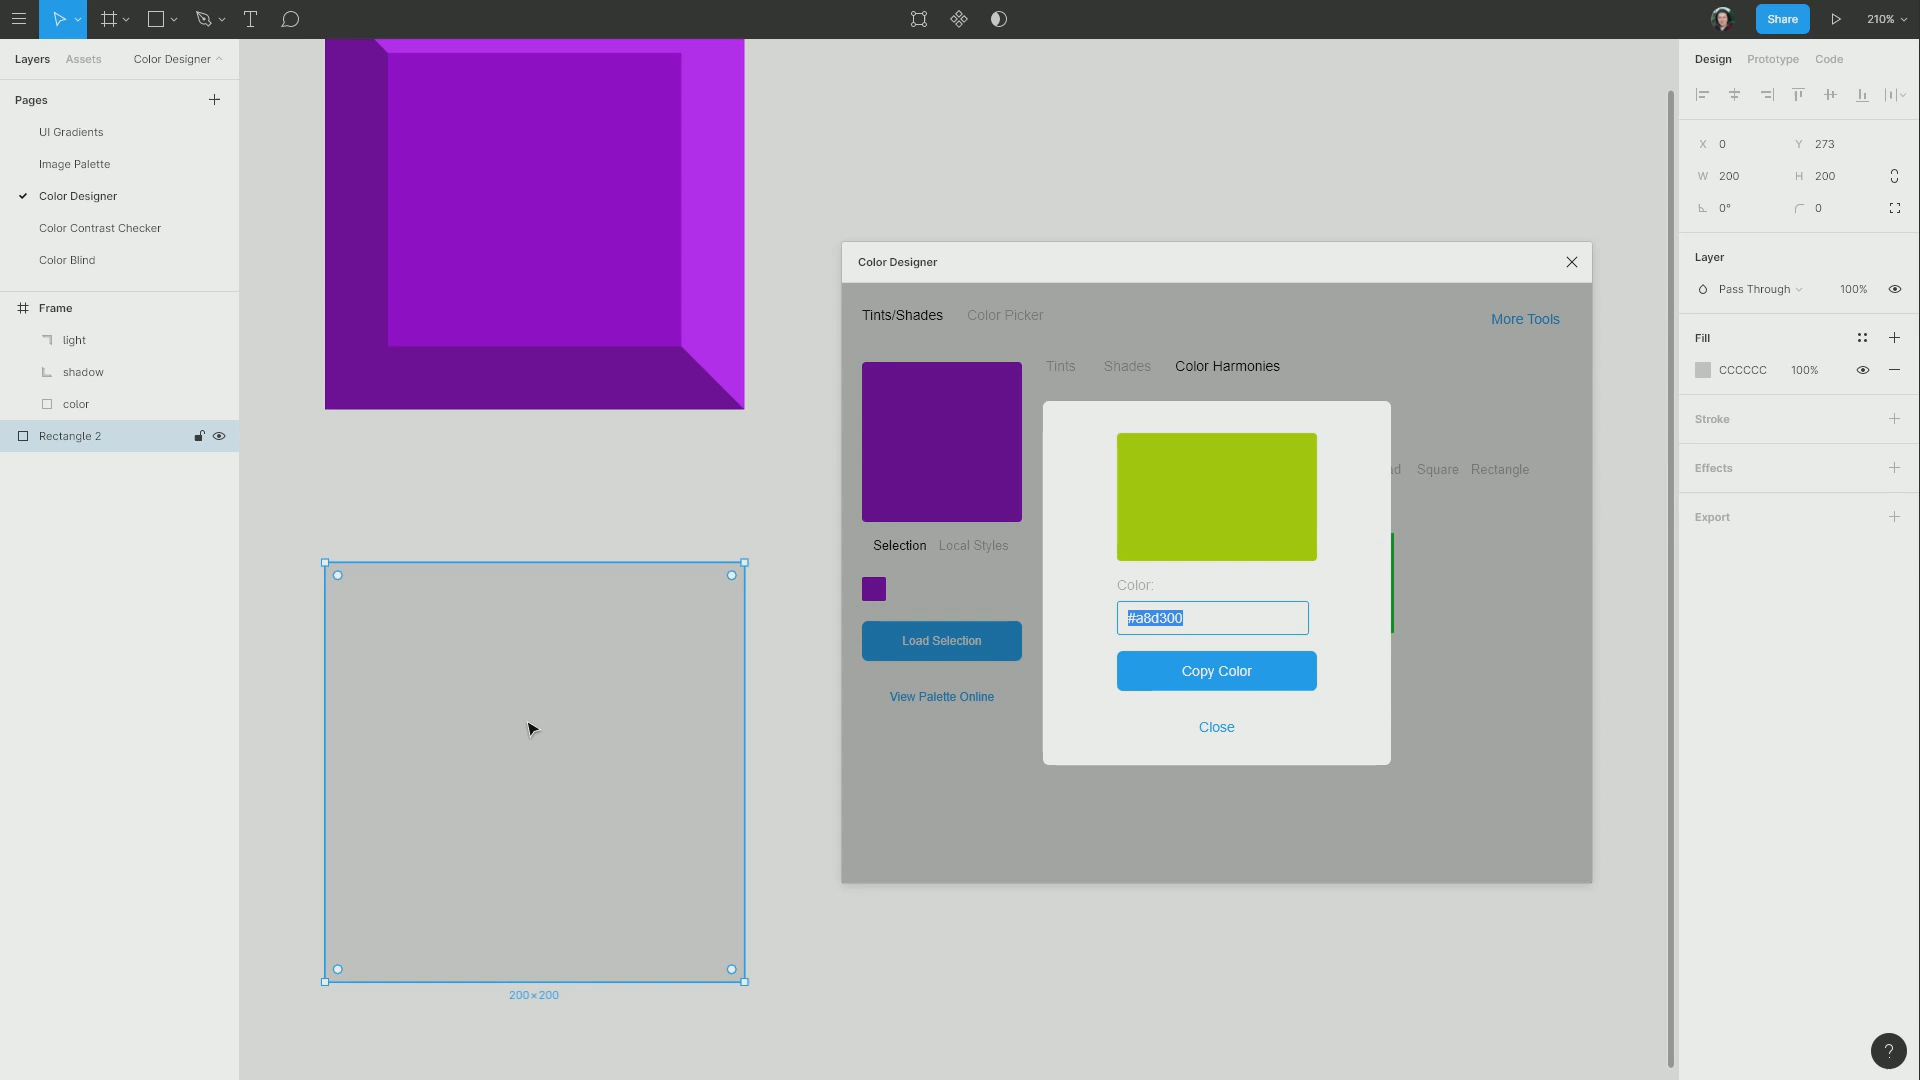 Share
210%
Layers
Assets
Color Designer
Pages
UI Gradients
Image Palette
Color Designer
Color Contrast Checker
Color Blind
Frame
light
shadow
color
Rectangle 2
200×200
Color Designer
Tints/Shades
Color Picker
More Tools
Tints
Shades
Color Harmonies
Square
Rectangle
Selection
Local Styles
Load Selection
View Palette Online
Color:
#a8d300
Copy Color
Close
Design
Prototype
Code
X 0
Y 273
W 200
H 200
0°
0
Layer
Pass Through
100%
Fill
CCCCCC
100%
Stroke
Effects
Export
?